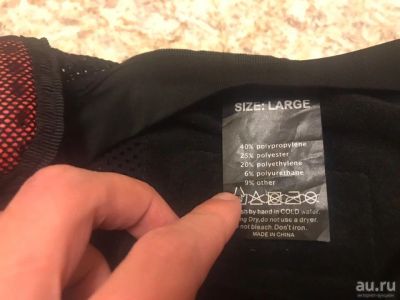 SIZE: LARGE
40% polypropylene
25% polyester
20% polyethylene
6% polyurethane
9% other
by hand in COLD water.
Dry, do not use a dryer.
not bleach. Don't iron.
MADE IN CHINA
au.ru